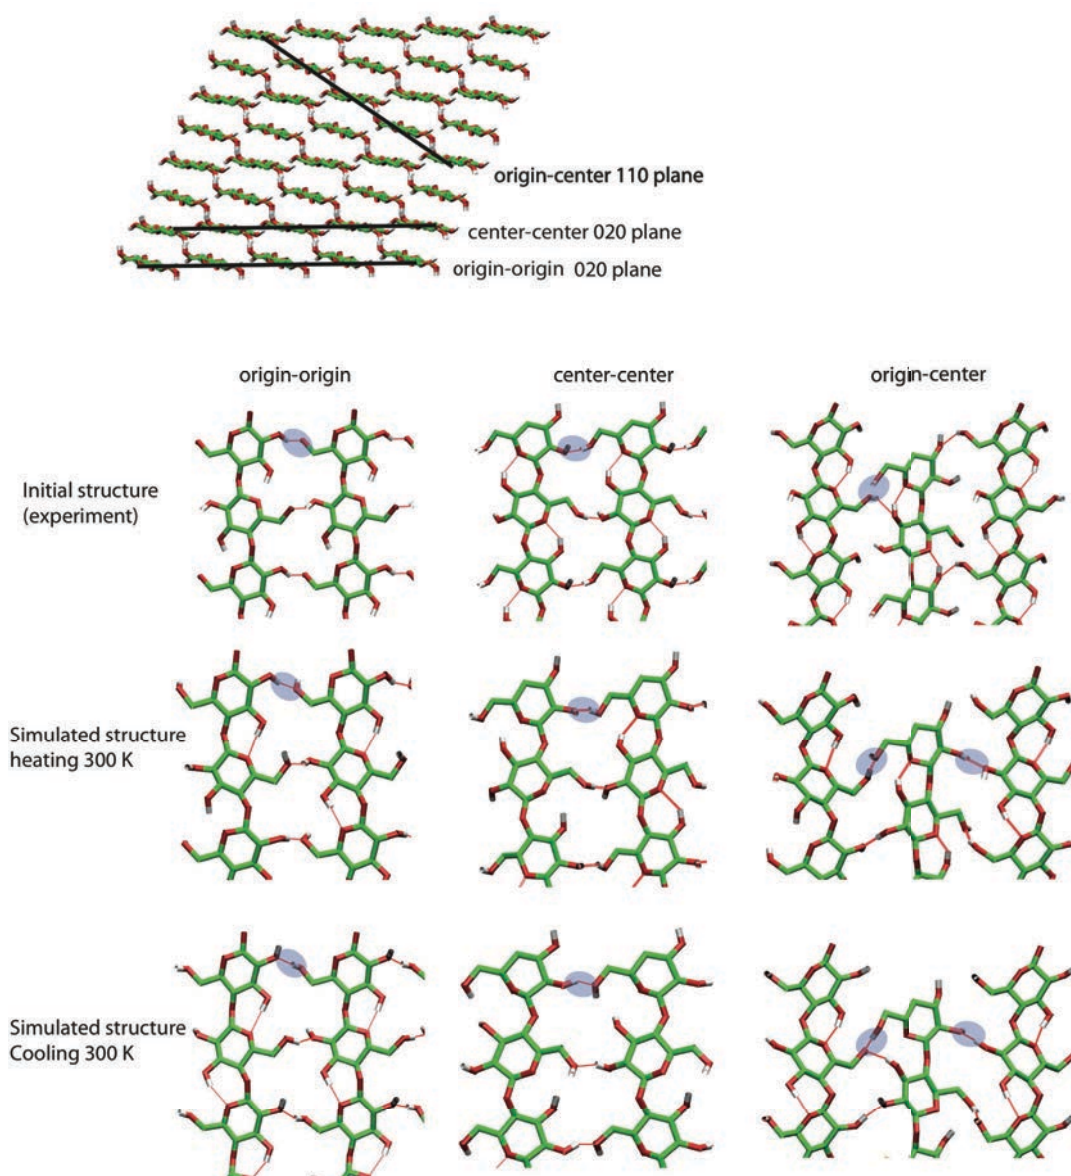 origin-center 110 plane
center-center 020 plane
origin-origin 020 plane
origin-origin
center-center
origin-center
Initial structure
(experiment)
Simulated structure
heating 300 K
Simulated structure
Cooling 300 K